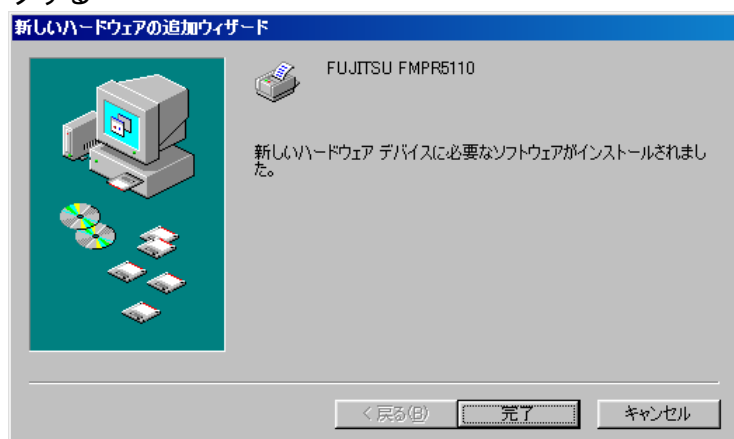 クする
新しいハードウェアの追加ウィザード
FUJITSU FMPR5110
新しいハードウェア デバイスに必要なソフトウェアがインストールされまし
た。
< 戻る(B)
完了
キャンセル